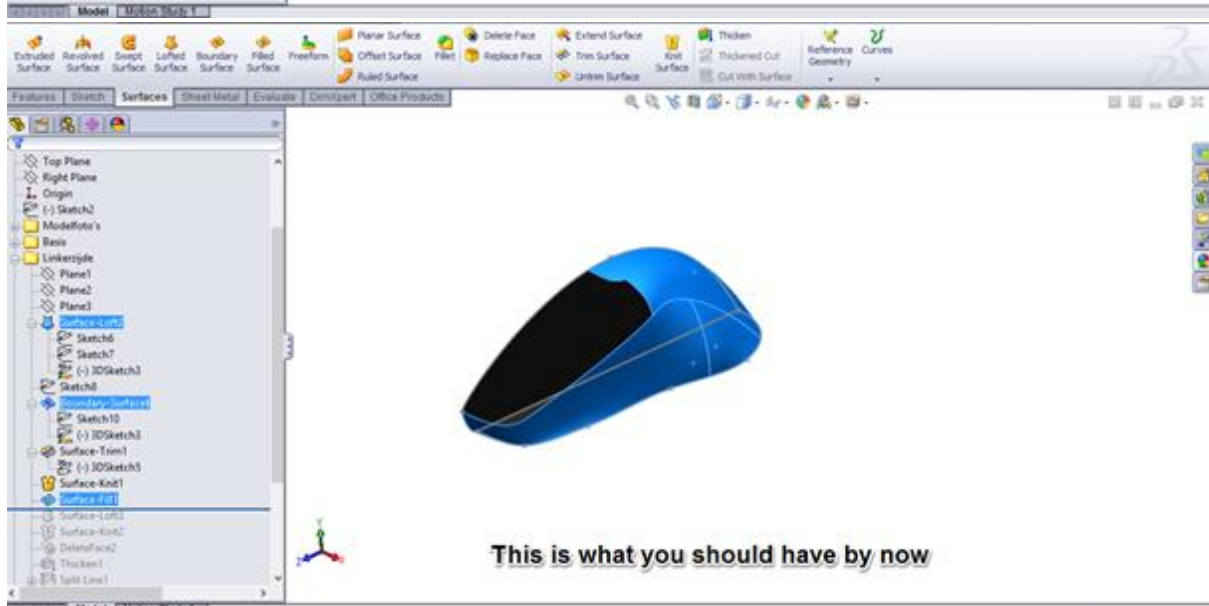 Model Motion Study 1
Extruded Surface
Revolved Surface
Swept Surface
Lofted Surface
Boundary Surface
Filled Surface
Freeform
Planar Surface
Offset Surface
Ruled Surface
Fillet
Delete Face
Replace Face
Extend Surface
Trim Surface
Untrim Surface
Knit Surface
Thicken
Thickened Cut
Cut With Surface
Reference Geometry
Curves
Features Sketch Surfaces Sheet Metal Evaluate DimXpert Office Products
Top Plane
Right Plane
Origin
(-) Sketch2
Modelfoto's
Basis
Linkerzijde
Plane1
Plane2
Plane3
Surface-Loft2
Sketch6
Sketch7
(-) 3DSketch3
Sketch8
Sketch10
(-) 3DSketch3
Surface-Trim1
(-) 3DSketch5
Surface-Knit1
Surface-Fill1
Surface-Loft3
Surface-Knit2
DeleteFace2
Thicken1
Split Line1
Y
This is what you should have by now